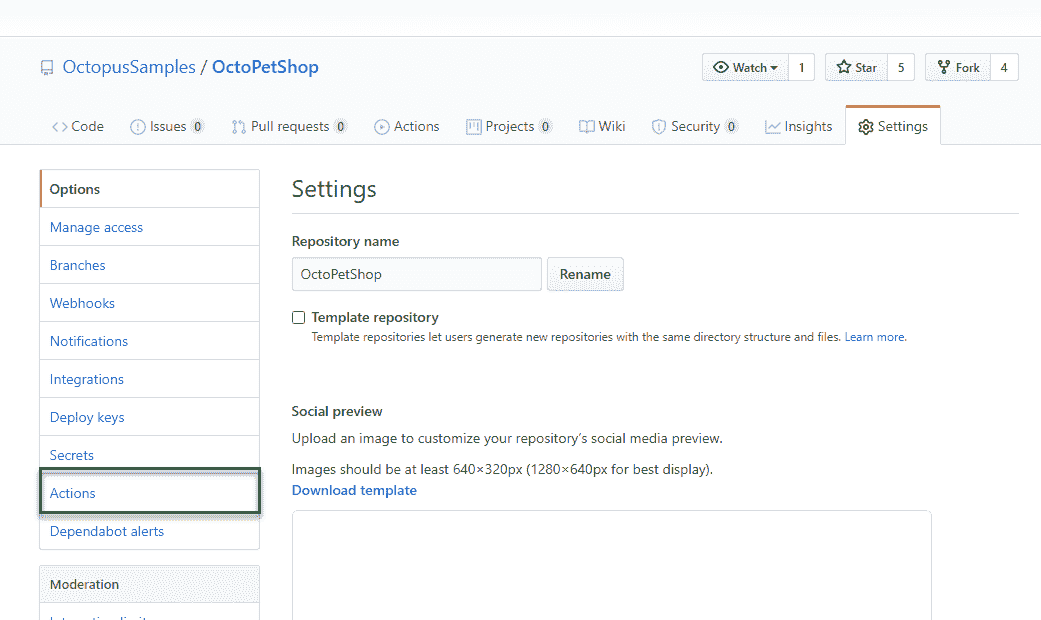 OctopusSamples / OctoPetShop
Watch 1 Star 5 Fork 4
Code Issues 0 Pull requests 0 Actions Projects 0 Wiki Security 0 Insights Settings
Options
Manage access
Branches
Webhooks
Notifications
Integrations
Deploy keys
Secrets
Actions
Dependabot alerts
Moderation
Settings
Repository name
OctoPetShop Rename
Template repository
Template repositories let users generate new repositories with the same directory structure and files. Learn more.
Social preview
Upload an image to customize your repository’s social media preview.
Images should be at least 640×320px (1280×640px for best display).
Download template